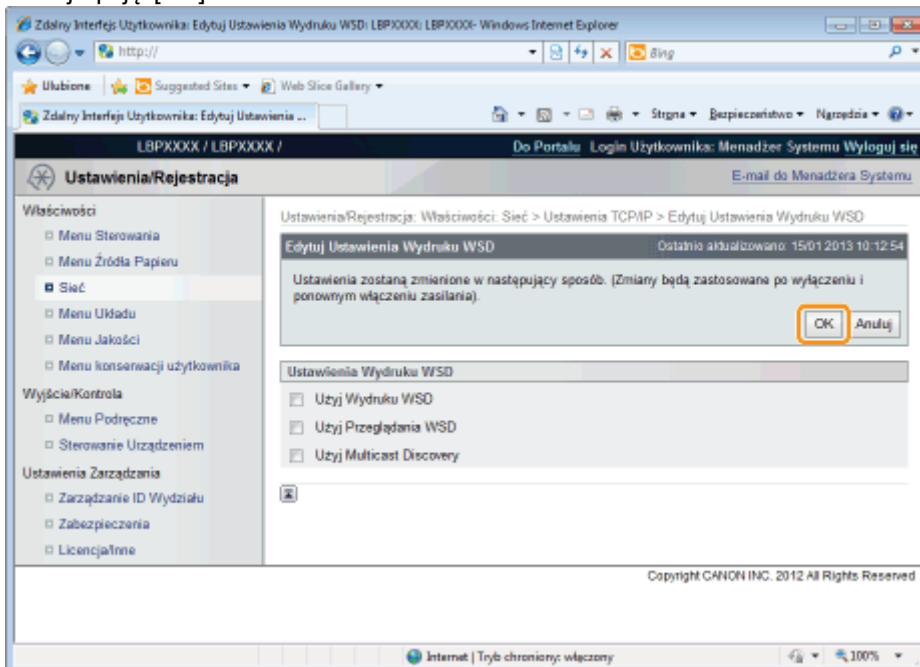 Zdalny Interfejs Użytkownika: Edytuj Ustawienia Wydruku WSD: LBPXXXX: LBPXXXX- Windows Internet Explorer
http://
Bing
Ulubione Suggested Sites Web Slice Gallery
Zdalny Interfejs Użytkownika: Edytuj Ustawienia ... Strona Bezpieczeństwo Narzędzia
LBPXXXX / LBPXXXX /
Do Portalu Login Użytkownika: Menadżer Systemu Wyloguj się
Ustawienia/Rejestracja
E-mail do Menadżera Systemu
Właściwości
Menu Sterowania
Menu Źródła Papieru
Sieć
Menu Układu
Menu Jakości
Menu konserwacji użytkownika
Wyjście/Kontrola
Menu Podręczne
Sterowanie Urządzeniem
Ustawienia Zarządzania
Zarządzanie ID Wydziału
Zabezpieczenia
Licencja/Inne
Ustawienia/Rejestracja: Właściwości: Sieć > Ustawienia TCP/IP > Edytuj Ustawienia Wydruku WSD
Edytuj Ustawienia Wydruku WSD
Ostatnio aktualizowano: 15/01 2013 10:12:54
Ustawienia zostaną zmienione w następujący sposób. (Zmiany będą zastosowane po wyłączeniu i
ponownym włączeniu zasilania).
OK Anuluj
Ustawienia Wydruku WSD
Użyj Wydruku WSD
Użyj Przeglądania WSD
Użyj Multicast Discovery
Copyright CANON INC. 2012 All Rights Reserved
Internet | Tryb chroniony: włączony
100%